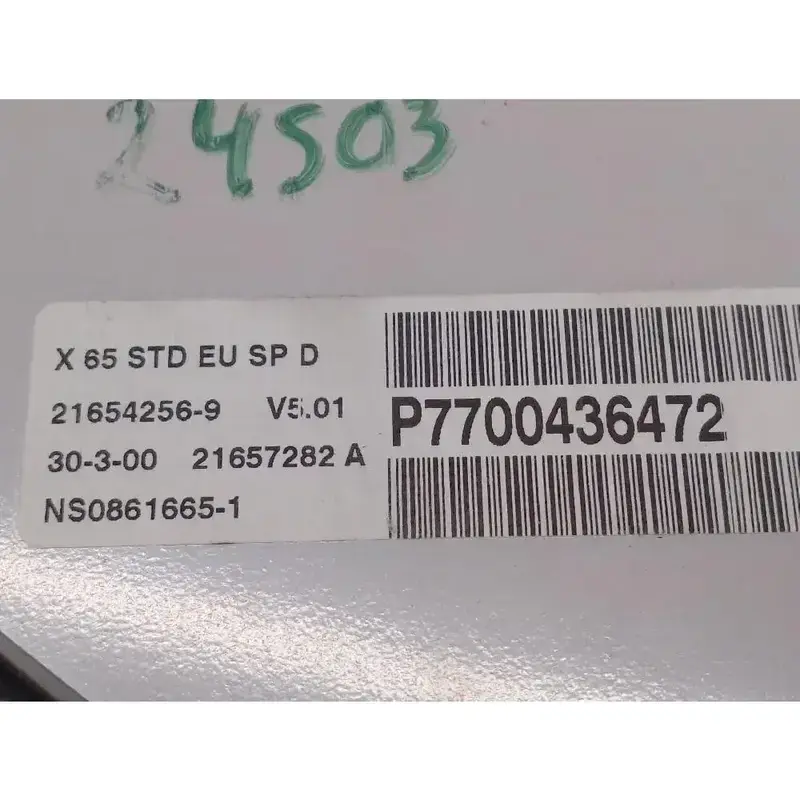 24503
X 65 STD EU SP D
21654256-9 V5.01
30-3-00 21657282 A
NS0861665-1
P7700436472